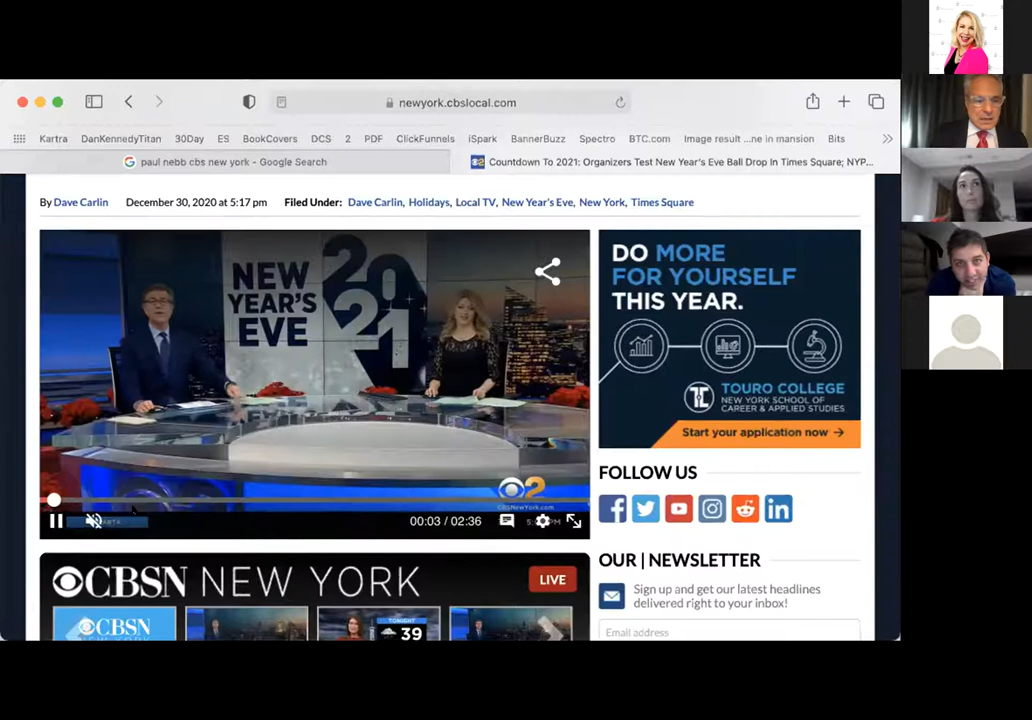 newyork.cbslocal.com
Kartra DanKennedyTitan 30Day ES BookCovers DCS 2 PDF ClickFunnels iSpark BannerBuzz Spectro BTC.com Image result ...ne in mansion Bits
paul nebb cbs new york - Google Search
Countdown To 2021: Organizers Test New Year's Eve Ball Drop In Times Square; NYP...
By Dave Carlin December 30, 2020 at 5:17 pm Filed Under: Dave Carlin, Holidays, Local TV, New Year's Eve, New York, Times Square
NEW
YEAR'S
EVE
2021
2
CBSNewYork.com
00:03 / 02:36
DO MORE
FOR YOURSELF
THIS YEAR.
TOURO COLLEGE
NEW YORK SCHOOL OF
CAREER & APPLIED STUDIES
Start your application now →
FOLLOW US
OUR | NEWSLETTER
Sign up and get our latest headlines
delivered right to your inbox!
Email address
CBSN NEW YORK
LIVE
CBSN
TONIGHT
39